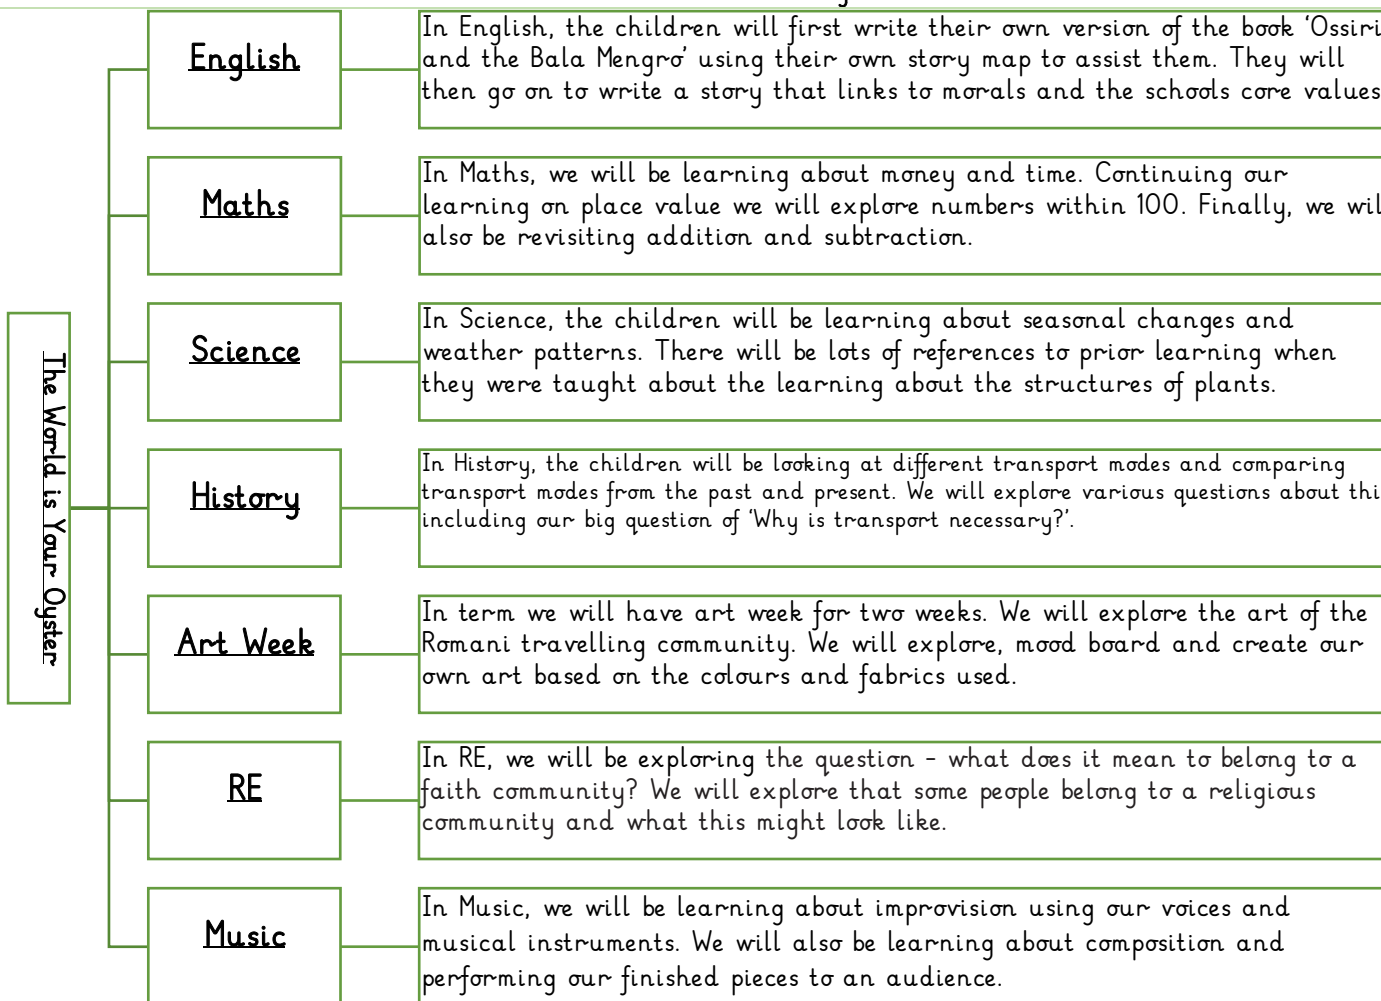 The World is Your Oyster
English
In English, the children will first write their own version of the book ‘Ossiri
and the Bala Mengro’ using their own story map to assist them. They will
then go on to write a story that links to morals and the schools core values
Maths
In Maths, we will be learning about money and time. Continuing our
learning on place value we will explore numbers within 100. Finally, we wil
also be revisiting addition and subtraction.
Science
In Science, the children will be learning about seasonal changes and
weather patterns. There will be lots of references to prior learning when
they were taught about the learning about the structures of plants.
History
In History, the children will be looking at different transport modes and comparing
transport modes from the past and present. We will explore various questions about thi
including our big question of ‘Why is transport necessary?’.
Art Week
In term we will have art week for two weeks. We will explore the art of the
Romani travelling community. We will explore, mood board and create our
own art based on the colours and fabrics used.
RE
In RE, we will be exploring the question - what does it mean to belong to a
faith community? We will explore that some people belong to a religious
community and what this might look like.
Music
In Music, we will be learning about improvision using our voices and
musical instruments. We will also be learning about composition and
performing our finished pieces to an audience.